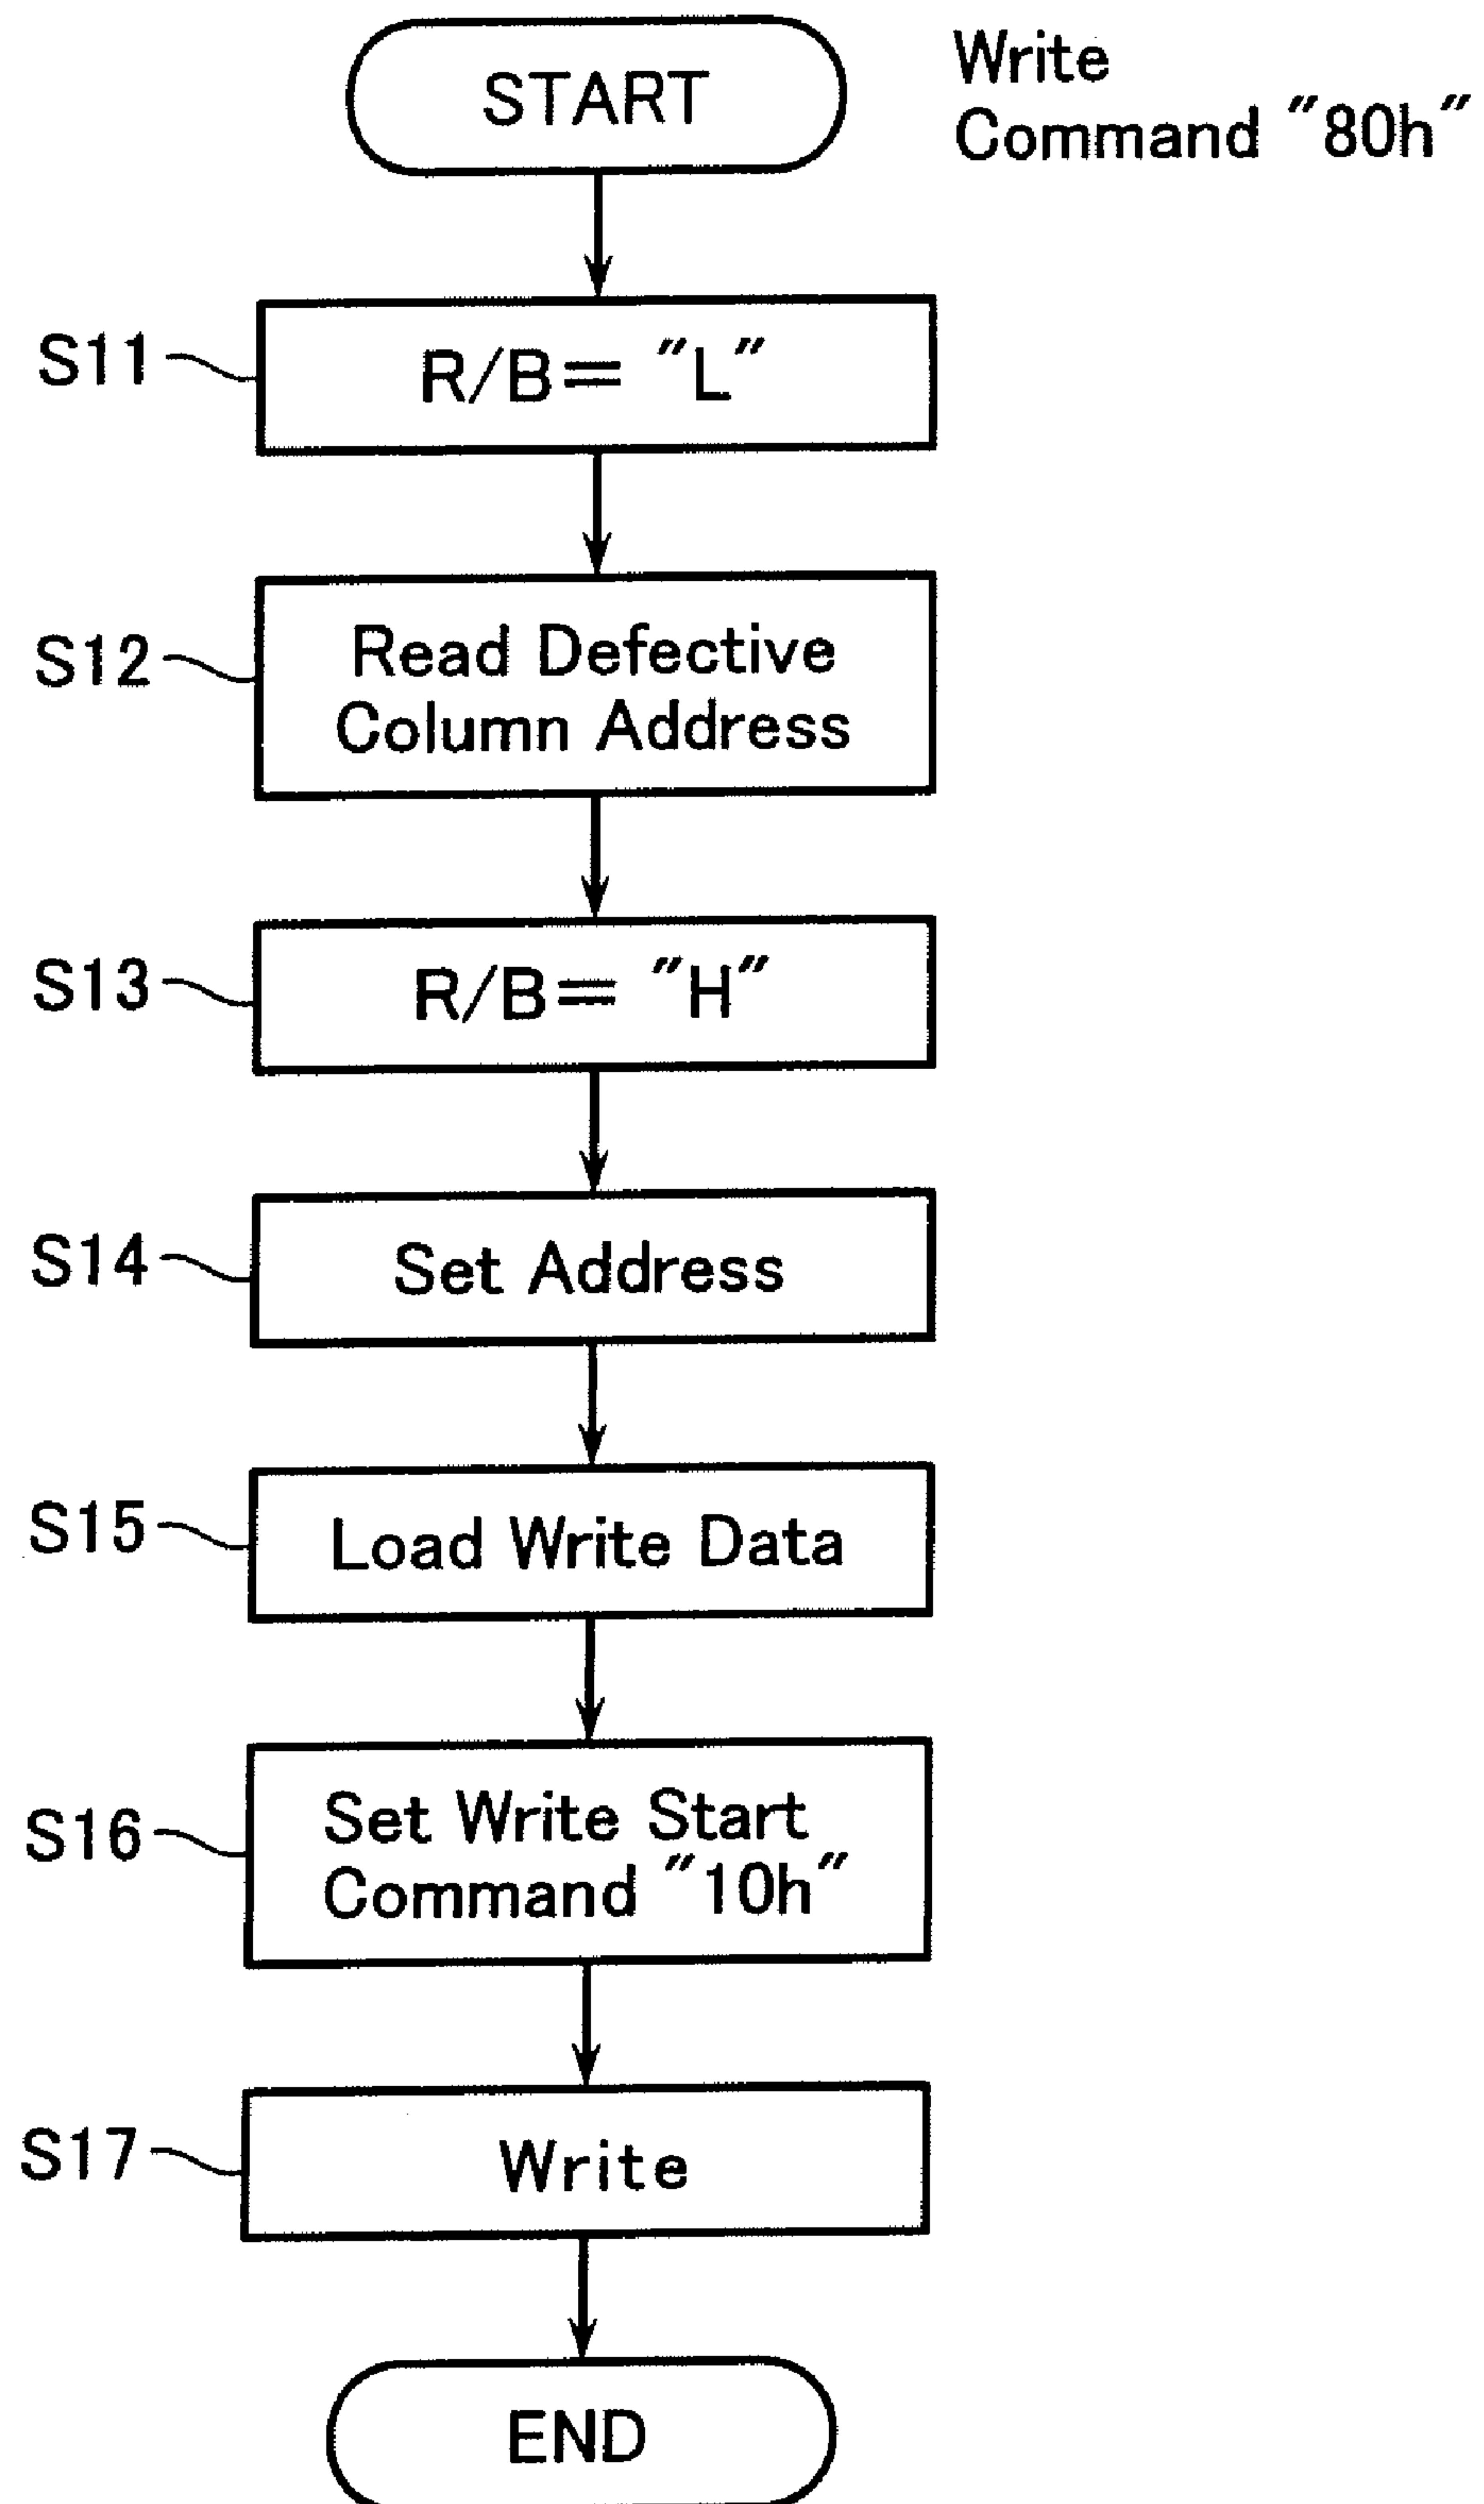 START
Write
Command "80h"
S11
R/B= "L"
S12
Read Defective
Column Address
S13
R/B= "H"
S14
Set Address
S15
Load Write Data
S16
Set Write Start
Command "10h"
S17
Write
END